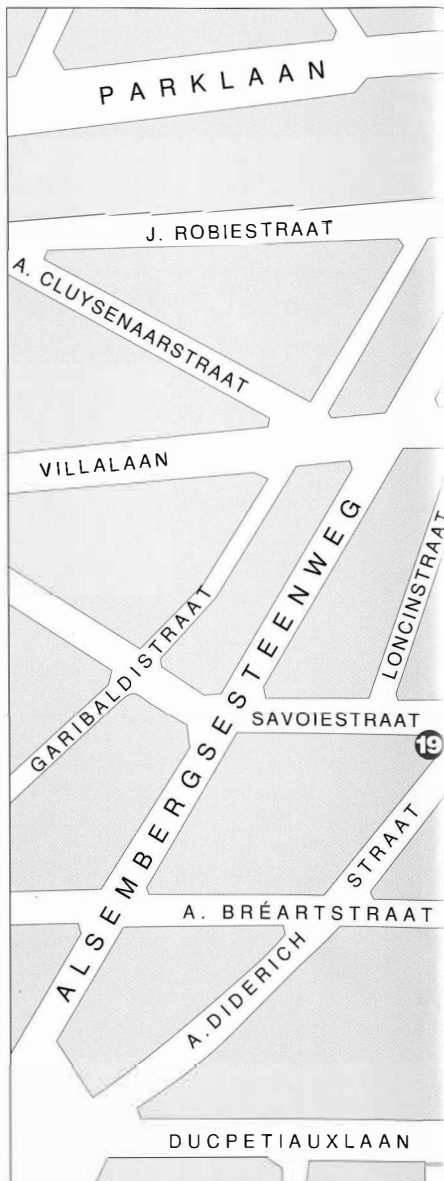 PARKLAAN
J. ROBIESTRAAT
A. CLUYSENAARSTRAAT
VILLALAAN
ALSEMBERGSESTEENWEG
LONCINSTRAAT
GARIBALDISTRAAT
SAVOIESTRAAT
19
A. BRÉARTSTRAAT
A. DIDERICH STRAAT
DUCPETIAUXLAAN